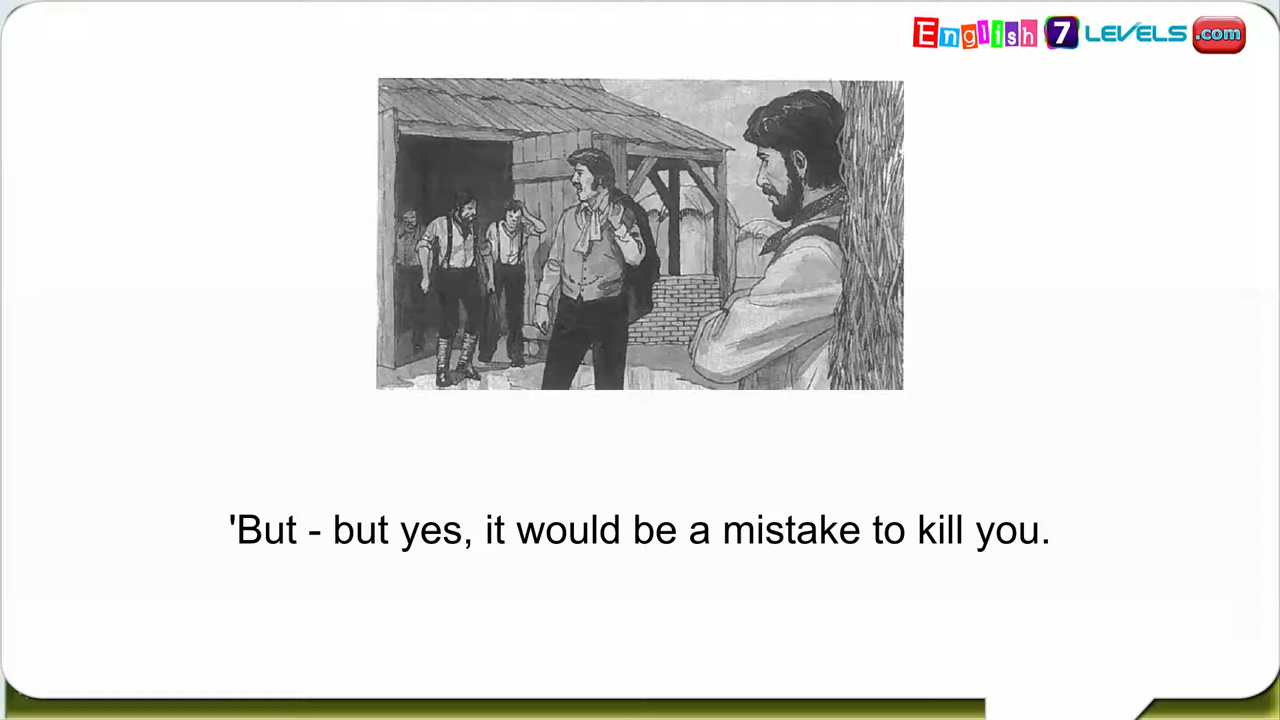 English 7 LEVELS .com
'But - but yes, it would be a mistake to kill you.